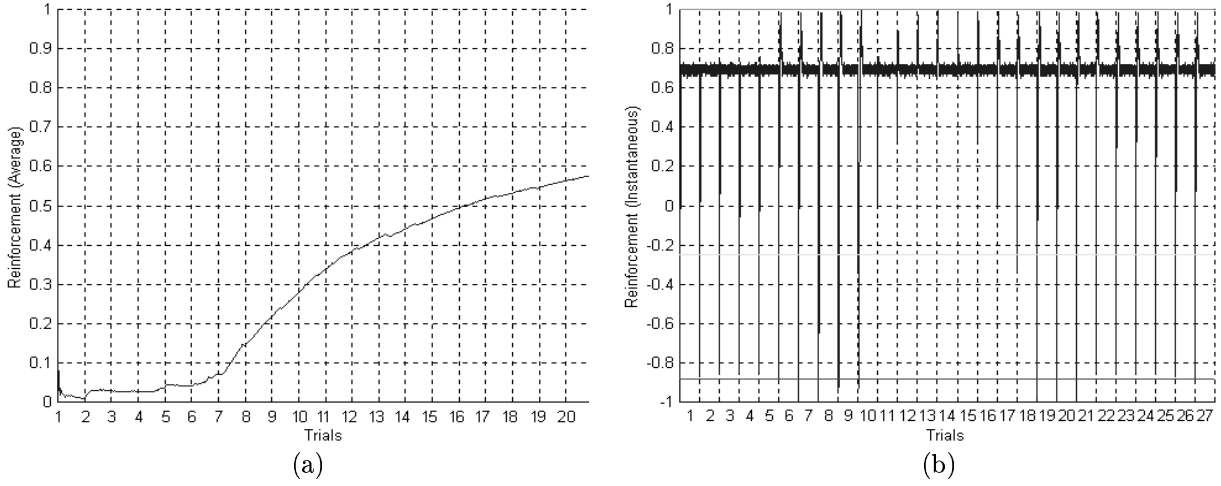 1
0.9
0.8
0.7
0.6
0.5
0.4
0.3
0.2
0.1
0
Reinforcement (Average)
1 2 3 4 5 6 7 8 9 10 11 12 13 14 15 16 17 18 19 20
Trials
(a)
1
0.8
0.6
0.4
0.2
0
-0.2
-0.4
-0.6
-0.8
-1
Reinforcement (Instantaneous)
1 2 3 4 5 6 7 8 9 10 11 12 13 14 15 16 17 18 19 20 21 22 23 24 25 26 27
Trials
(b)